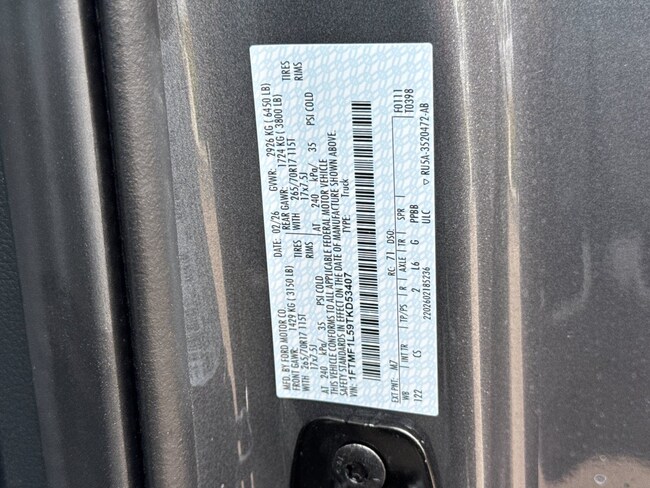 MFD. BY FORD MOTOR CO.
DATE: 02/26 GVWR: 2926 KG ( 6450 LB)
FRONT GAWR: 1429 KG (3150 LB) REAR GAWR: 1724 KG ( 3800 LB)
WITH 265/70R17 115T TIRES WITH 265/70R17 115T TIRES
17x7.5J RIMS 17x7.5J RIMS
AT 240 kPa/ 35 PSI COLD AT 240 kPa/ 35 PSI COLD
THIS VEHICLE CONFORMS TO ALL APPLICABLE FEDERAL MOTOR VEHICLE
SAFETY STANDARDS IN EFFECT ON THE DATE OF MANUFACTURE SHOWN ABOVE.
VIN: 1FTMF1L59TKD53407 TYPE: Truck
EXT PNT: M7 RC: 71 DSO: F0111
WB INT TR TP/PS R AXLE TR SPR T0398
122 CS 2 L6 G PPBB
ULC
220260218S236 ▽ RU5A-3520472-AB